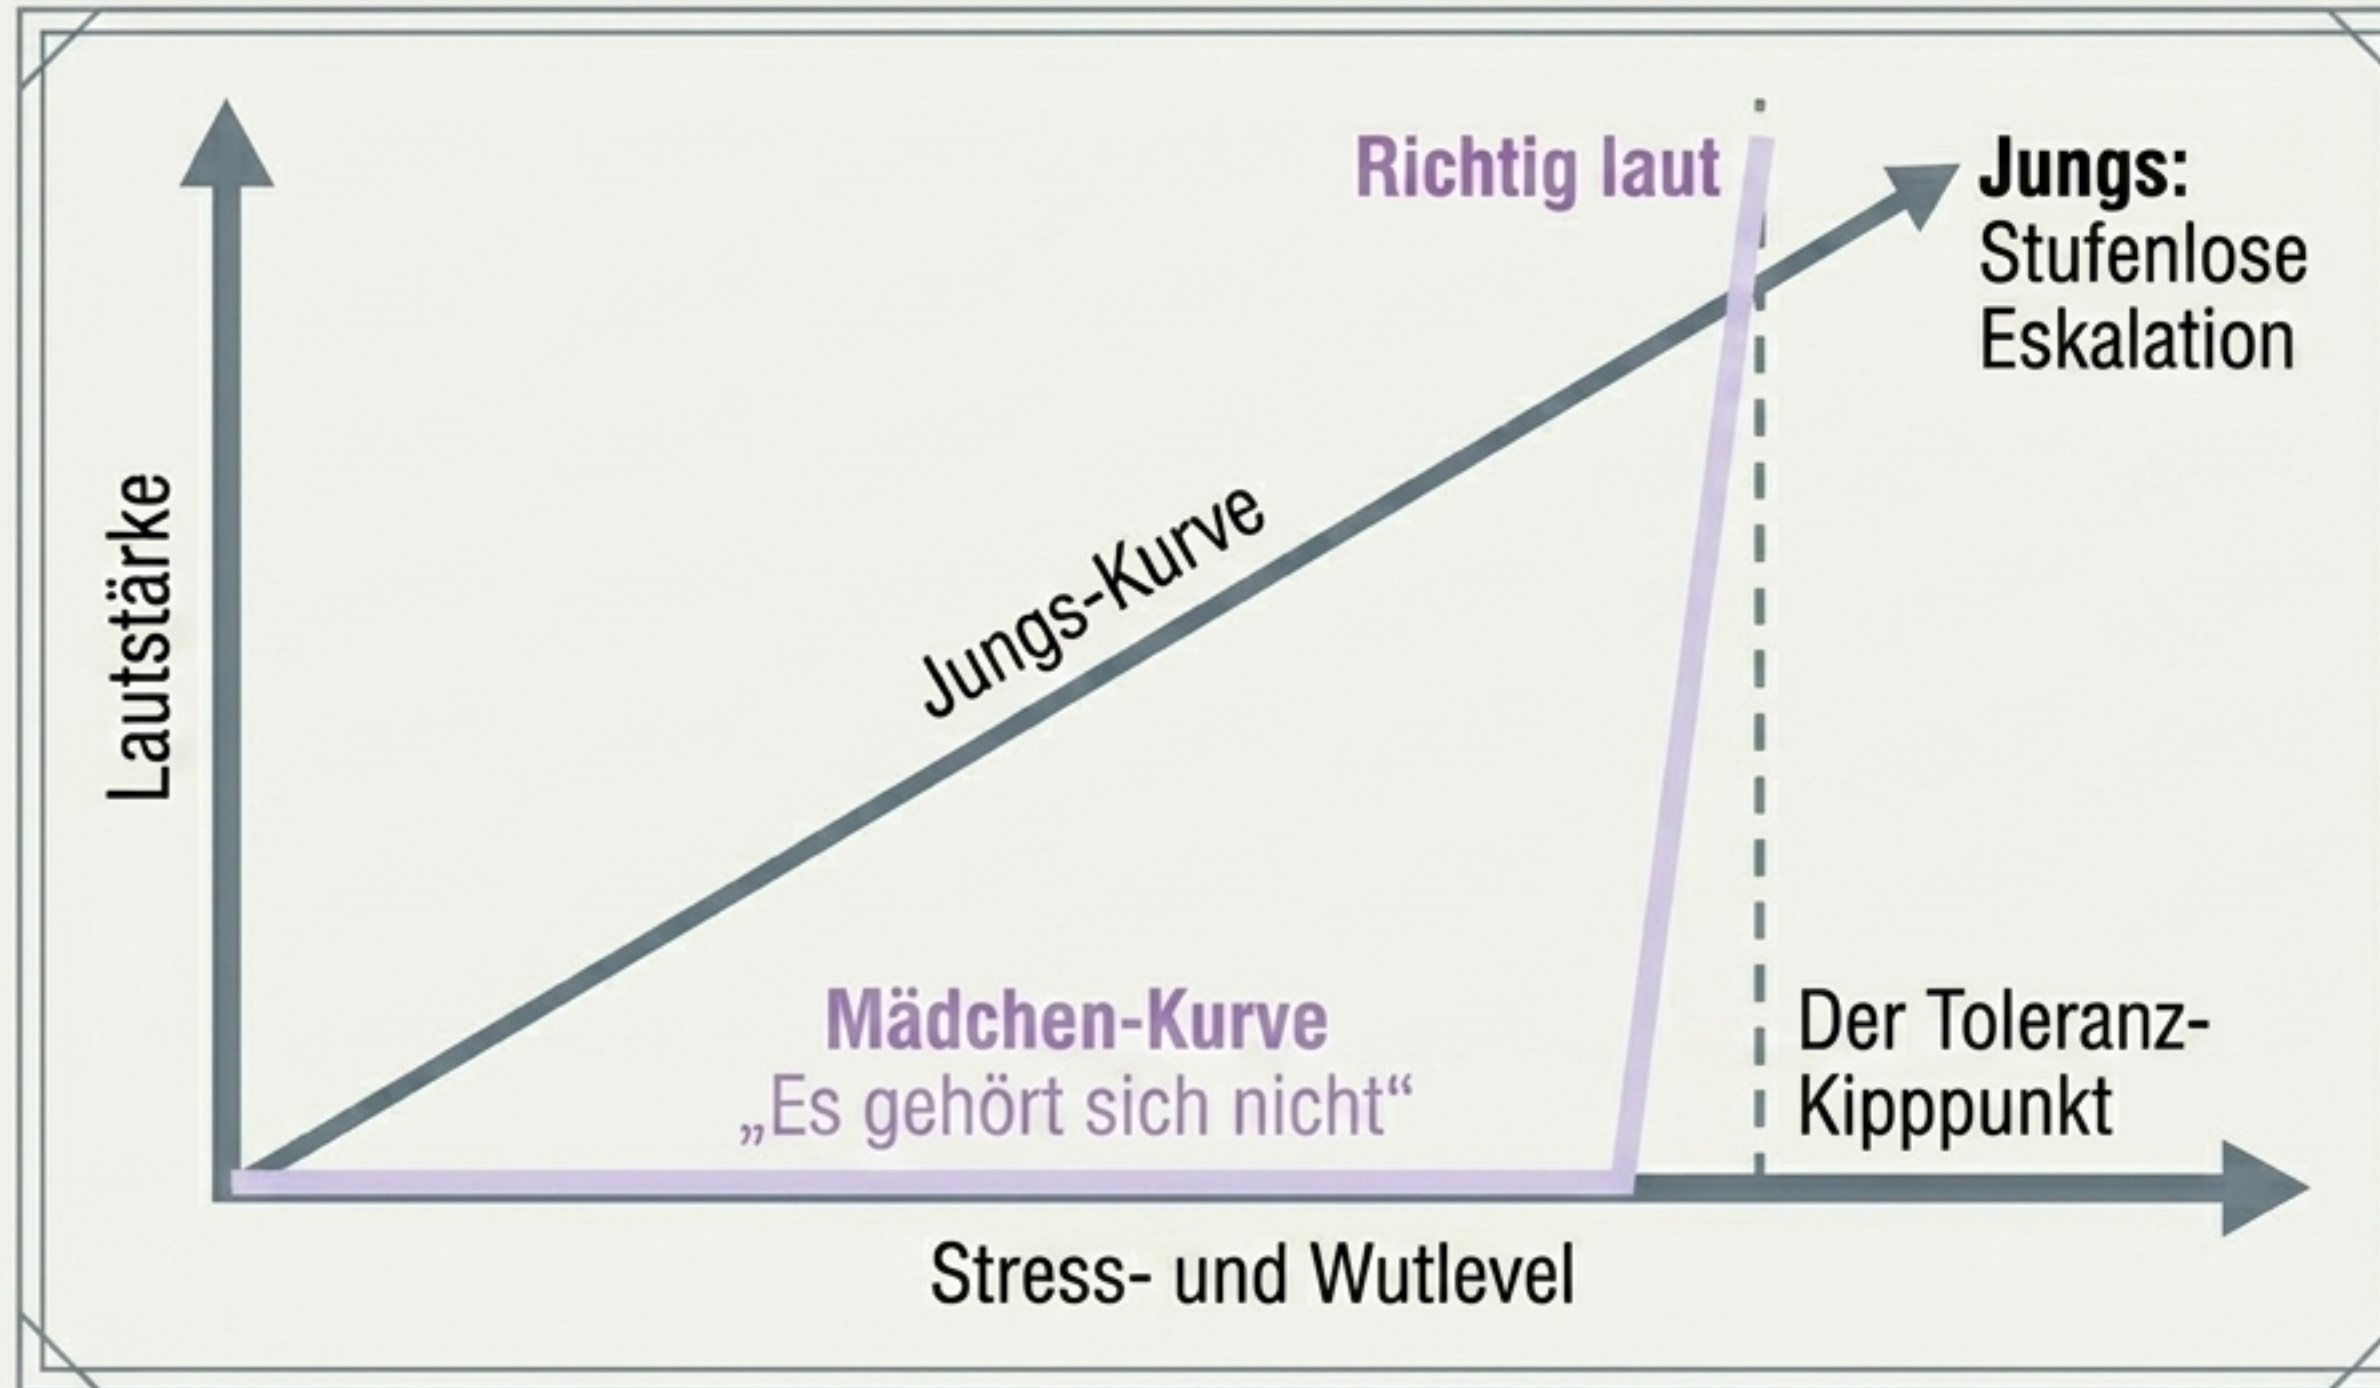 Richtig laut
Jungs:
Stufenlose
Eskalation
Lautstärke
Jungs-Kurve
Mädchen-Kurve
„Es gehört sich nicht“
Der Toleranz-
Kipppunkt
Stress- und Wutlevel